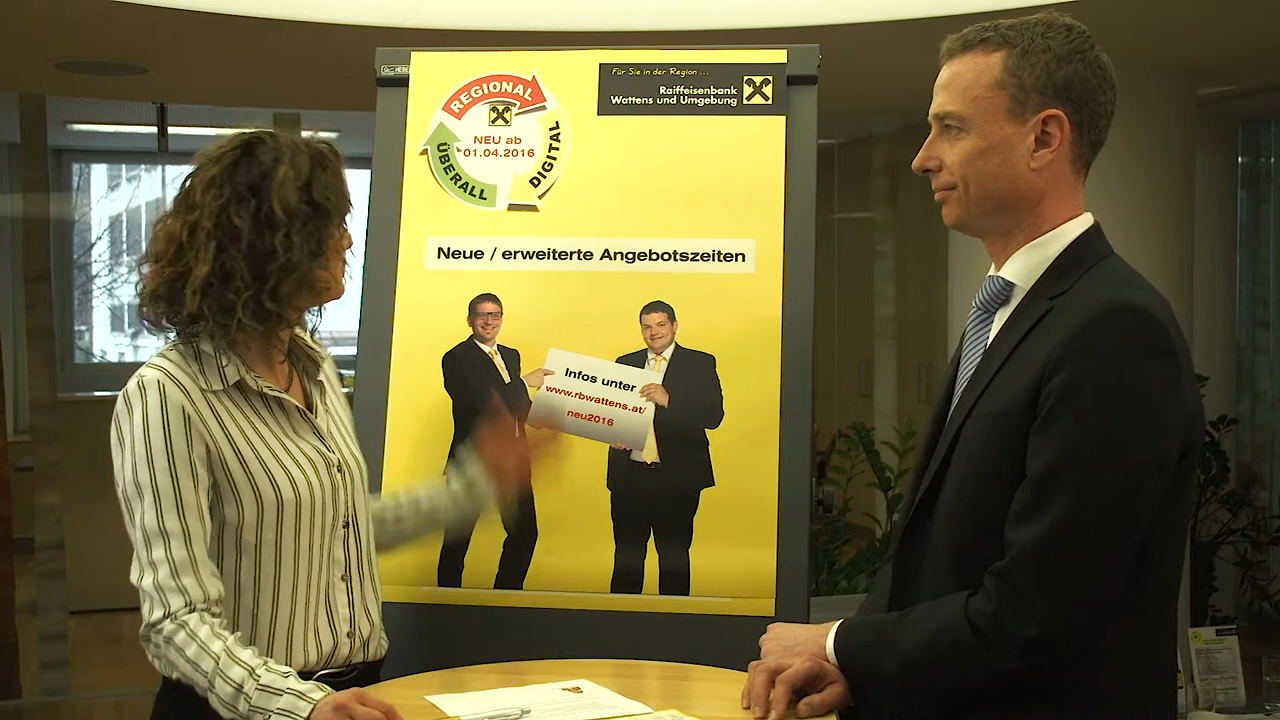 Für Sie in der Region ...
Raiffeisenbank
Wattens und Umgebung
REGIONAL
DIGITAL
ÜBERALL
NEU ab
01.04.2016
Neue / erweiterte Angebotszeiten
Infos unter
www.rbwattens.at/
neu2016